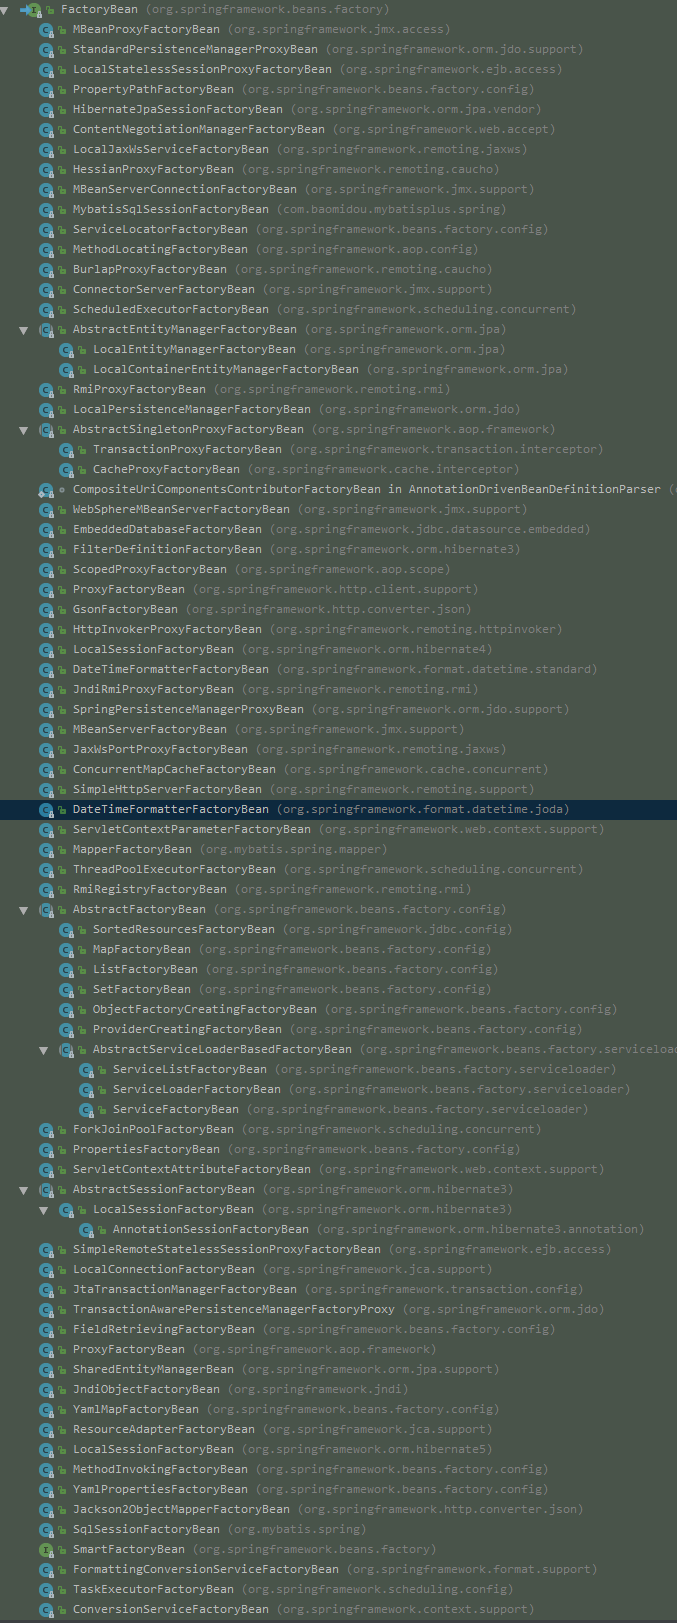 FactoryBean (org.springframework.beans.factory)
MBeanProxyFactoryBean (org.springframework.jmx.access)
StandardPersistenceManagerProxyBean (org.springframework.orm.jdo.support)
LocalStatelessSessionProxyFactoryBean (org.springframework.ejb.access)
PropertyPathFactoryBean (org.springframework.beans.factory.config)
HibernateJpaSessionFactoryBean (org.springframework.orm.jpa.vendor)
ContentNegotiationManagerFactoryBean (org.springframework.web.accept)
LocalJaxWsServiceFactoryBean (org.springframework.remoting.jaxws)
HessianProxyFactoryBean (org.springframework.remoting.caucho)
MBeanServerConnectionFactoryBean (org.springframework.jmx.support)
MybatisSqlSessionFactoryBean (com.baomidou.mybatisplus.spring)
ServiceLocatorFactoryBean (org.springframework.beans.factory.config)
MethodLocatingFactoryBean (org.springframework.aop.config)
BurlapProxyFactoryBean (org.springframework.remoting.caucho)
ConnectorServerFactoryBean (org.springframework.jmx.support)
ScheduledExecutorFactoryBean (org.springframework.scheduling.concurrent)
AbstractEntityManagerFactoryBean (org.springframework.orm.jpa)
LocalEntityManagerFactoryBean (org.springframework.orm.jpa)
LocalContainerEntityManagerFactoryBean (org.springframework.orm.jpa)
RmiProxyFactoryBean (org.springframework.remoting.rmi)
LocalPersistenceManagerFactoryBean (org.springframework.orm.jdo)
AbstractSingletonProxyFactoryBean (org.springframework.aop.framework)
TransactionProxyFactoryBean (org.springframework.transaction.interceptor)
CacheProxyFactoryBean (org.springframework.cache.interceptor)
CompositeUriComponentsContributorFactoryBean in AnnotationDrivenBeanDefinitionParser (
WebSphereMBeanServerFactoryBean (org.springframework.jmx.support)
EmbeddedDatabaseFactoryBean (org.springframework.jdbc.datasource.embedded)
FilterDefinitionFactoryBean (org.springframework.orm.hibernate3)
ScopedProxyFactoryBean (org.springframework.aop.scope)
ProxyFactoryBean (org.springframework.http.client.support)
GsonFactoryBean (org.springframework.http.converter.json)
HttpInvokerProxyFactoryBean (org.springframework.remoting.httpinvoker)
LocalSessionFactoryBean (org.springframework.orm.hibernate4)
DateTimeFormatterFactoryBean (org.springframework.format.datetime.standard)
JndiRmiProxyFactoryBean (org.springframework.remoting.rmi)
SpringPersistenceManagerProxyBean (org.springframework.orm.jdo.support)
MBeanServerFactoryBean (org.springframework.jmx.support)
JaxWsPortProxyFactoryBean (org.springframework.remoting.jaxws)
ConcurrentMapCacheFactoryBean (org.springframework.cache.concurrent)
SimpleHttpServerFactoryBean (org.springframework.remoting.support)
DateTimeFormatterFactoryBean (org.springframework.format.datetime.joda)
ServletContextParameterFactoryBean (org.springframework.web.context.support)
MapperFactoryBean (org.mybatis.spring.mapper)
ThreadPoolExecutorFactoryBean (org.springframework.scheduling.concurrent)
RmiRegistryFactoryBean (org.springframework.remoting.rmi)
AbstractFactoryBean (org.springframework.beans.factory.config)
SortedResourcesFactoryBean (org.springframework.jdbc.config)
MapFactoryBean (org.springframework.beans.factory.config)
ListFactoryBean (org.springframework.beans.factory.config)
SetFactoryBean (org.springframework.beans.factory.config)
ObjectFactoryCreatingFactoryBean (org.springframework.beans.factory.config)
ProviderCreatingFactoryBean (org.springframework.beans.factory.config)
AbstractServiceLoaderBasedFactoryBean (org.springframework.beans.factory.serviceloa
ServiceListFactoryBean (org.springframework.beans.factory.serviceloader)
ServiceLoaderFactoryBean (org.springframework.beans.factory.serviceloader)
ServiceFactoryBean (org.springframework.beans.factory.serviceloader)
ForkJoinPoolFactoryBean (org.springframework.scheduling.concurrent)
PropertiesFactoryBean (org.springframework.beans.factory.config)
ServletContextAttributeFactoryBean (org.springframework.web.context.support)
AbstractSessionFactoryBean (org.springframework.orm.hibernate3)
LocalSessionFactoryBean (org.springframework.orm.hibernate3)
AnnotationSessionFactoryBean (org.springframework.orm.hibernate3.annotation)
SimpleRemoteStatelessSessionProxyFactoryBean (org.springframework.ejb.access)
LocalConnectionFactoryBean (org.springframework.jca.support)
JtaTransactionManagerFactoryBean (org.springframework.transaction.config)
TransactionAwarePersistenceManagerFactoryProxy (org.springframework.orm.jdo)
FieldRetrievingFactoryBean (org.springframework.beans.factory.config)
ProxyFactoryBean (org.springframework.aop.framework)
SharedEntityManagerBean (org.springframework.orm.jpa.support)
JndiObjectFactoryBean (org.springframework.jndi)
YamlMapFactoryBean (org.springframework.beans.factory.config)
ResourceAdapterFactoryBean (org.springframework.jca.support)
LocalSessionFactoryBean (org.springframework.orm.hibernate5)
MethodInvokingFactoryBean (org.springframework.beans.factory.config)
YamlPropertiesFactoryBean (org.springframework.beans.factory.config)
Jackson2ObjectMapperFactoryBean (org.springframework.http.converter.json)
SqlSessionFactoryBean (org.mybatis.spring)
SmartFactoryBean (org.springframework.beans.factory)
FormattingConversionServiceFactoryBean (org.springframework.format.support)
TaskExecutorFactoryBean (org.springframework.scheduling.config)
ConversionServiceFactoryBean (org.springframework.context.support)